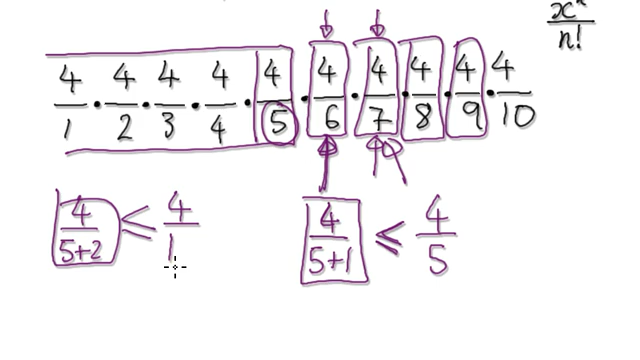 xⁿ/n!
4/1 · 4/2 · 4/3 · 4/4 · 4/5 · 4/6 · 4/7 · 4/8 · 4/9 · 4/10
4/(5+2) ≤ 4/ 4/(5+1) ≤ 4/5